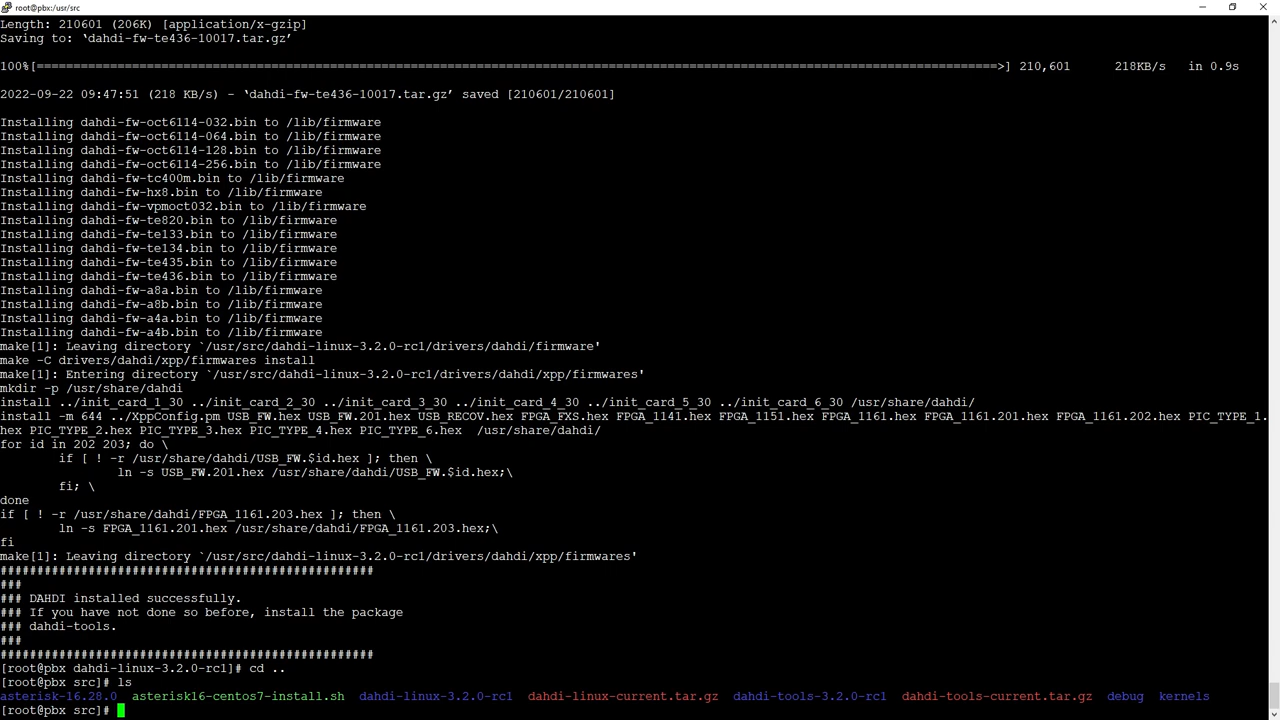 root@pbx:/usr/src
Length: 210601 (206K) [application/x-gzip]
Saving to: ‘dahdi-fw-te436-10017.tar.gz’
100%[===================================================================================================================================>] 210,601     218KB/s   in 0.9s
2022-09-22 09:47:51 (218 KB/s) - ‘dahdi-fw-te436-10017.tar.gz’ saved [210601/210601]
Installing dahdi-fw-oct6114-032.bin to /lib/firmware
Installing dahdi-fw-oct6114-064.bin to /lib/firmware
Installing dahdi-fw-oct6114-128.bin to /lib/firmware
Installing dahdi-fw-oct6114-256.bin to /lib/firmware
Installing dahdi-fw-tc400m.bin to /lib/firmware
Installing dahdi-fw-hx8.bin to /lib/firmware
Installing dahdi-fw-vpmoct032.bin to /lib/firmware
Installing dahdi-fw-te820.bin to /lib/firmware
Installing dahdi-fw-te133.bin to /lib/firmware
Installing dahdi-fw-te134.bin to /lib/firmware
Installing dahdi-fw-te435.bin to /lib/firmware
Installing dahdi-fw-te436.bin to /lib/firmware
Installing dahdi-fw-a8a.bin to /lib/firmware
Installing dahdi-fw-a8b.bin to /lib/firmware
Installing dahdi-fw-a4a.bin to /lib/firmware
Installing dahdi-fw-a4b.bin to /lib/firmware
make[1]: Leaving directory `/usr/src/dahdi-linux-3.2.0-rc1/drivers/dahdi/firmware'
make -C drivers/dahdi/xpp/firmwares install
make[1]: Entering directory `/usr/src/dahdi-linux-3.2.0-rc1/drivers/dahdi/xpp/firmwares'
mkdir -p /usr/share/dahdi
install ../init_card_1_30 ../init_card_2_30 ../init_card_3_30 ../init_card_4_30 ../init_card_5_30 ../init_card_6_30 /usr/share/dahdi/
install -m 644 ../XppConfig.pm USB_FW.hex USB_FW.201.hex USB_RECOV.hex FPGA_FXS.hex FPGA_1141.hex FPGA_1151.hex FPGA_1161.hex FPGA_1161.201.hex FPGA_1161.202.hex PIC_TYPE_1.
hex PIC_TYPE_2.hex PIC_TYPE_3.hex PIC_TYPE_4.hex PIC_TYPE_6.hex  /usr/share/dahdi/
for id in 202 203; do \
        if [ ! -r /usr/share/dahdi/USB_FW.$id.hex ]; then \
                ln -s USB_FW.201.hex /usr/share/dahdi/USB_FW.$id.hex;\
        fi; \
done
if [ ! -r /usr/share/dahdi/FPGA_1161.203.hex ]; then \
        ln -s FPGA_1161.201.hex /usr/share/dahdi/FPGA_1161.203.hex;\
fi
make[1]: Leaving directory `/usr/src/dahdi-linux-3.2.0-rc1/drivers/dahdi/xpp/firmwares'
###################################################
###
### DAHDI installed successfully.
### If you have not done so before, install the package
### dahdi-tools.
###
###################################################
[root@pbx dahdi-linux-3.2.0-rc1]# cd ..
[root@pbx src]# ls
asterisk-16.28.0  asterisk16-centos7-install.sh  dahdi-linux-3.2.0-rc1  dahdi-linux-current.tar.gz  dahdi-tools-3.2.0-rc1  dahdi-tools-current.tar.gz  debug  kernels
[root@pbx src]#